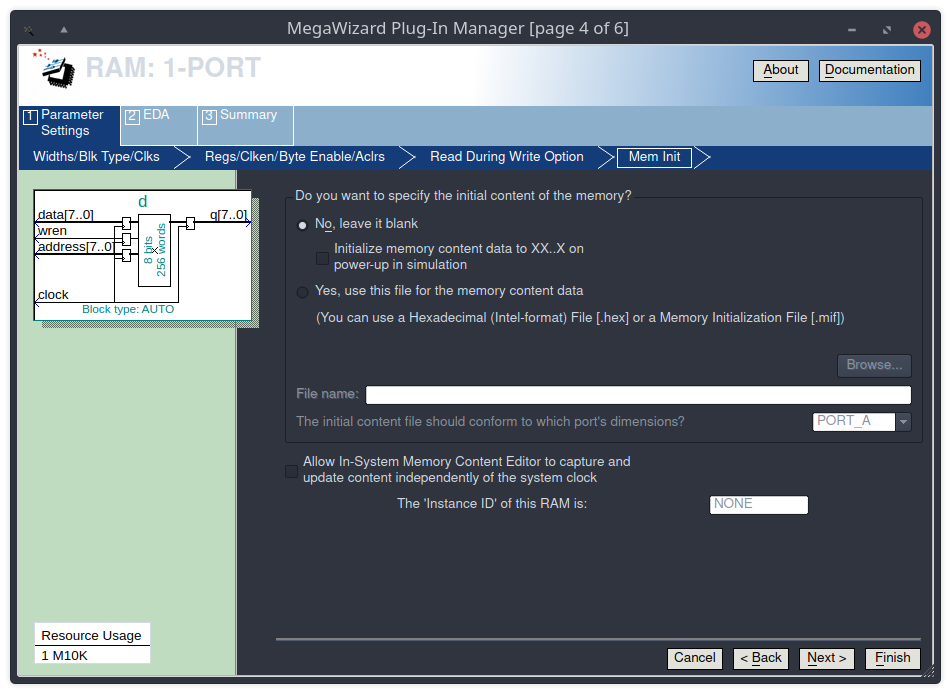 MegaWizard Plug-In Manager [page 4 of 6]
RAM: 1-PORT
About
Documentation
1 Parameter Settings
2 EDA
3 Summary
Widths/Blk Type/Clks
Regs/Clken/Byte Enable/Aclrs
Read During Write Option
Mem Init
d
data[7..0]
q[7..0]
wren
address[7..0]
8 bits
256 words
clock
Block type: AUTO
Do you want to specify the initial content of the memory?
No, leave it blank
Initialize memory content data to XX..X on
power-up in simulation
Yes, use this file for the memory content data
(You can use a Hexadecimal (Intel-format) File [.hex] or a Memory Initialization File [.mif])
Browse...
File name:
The initial content file should conform to which port's dimensions?
PORT_A
Allow In-System Memory Content Editor to capture and
update content independently of the system clock
The 'Instance ID' of this RAM is:
NONE
Resource Usage
1 M10K
Cancel
< Back
Next >
Finish